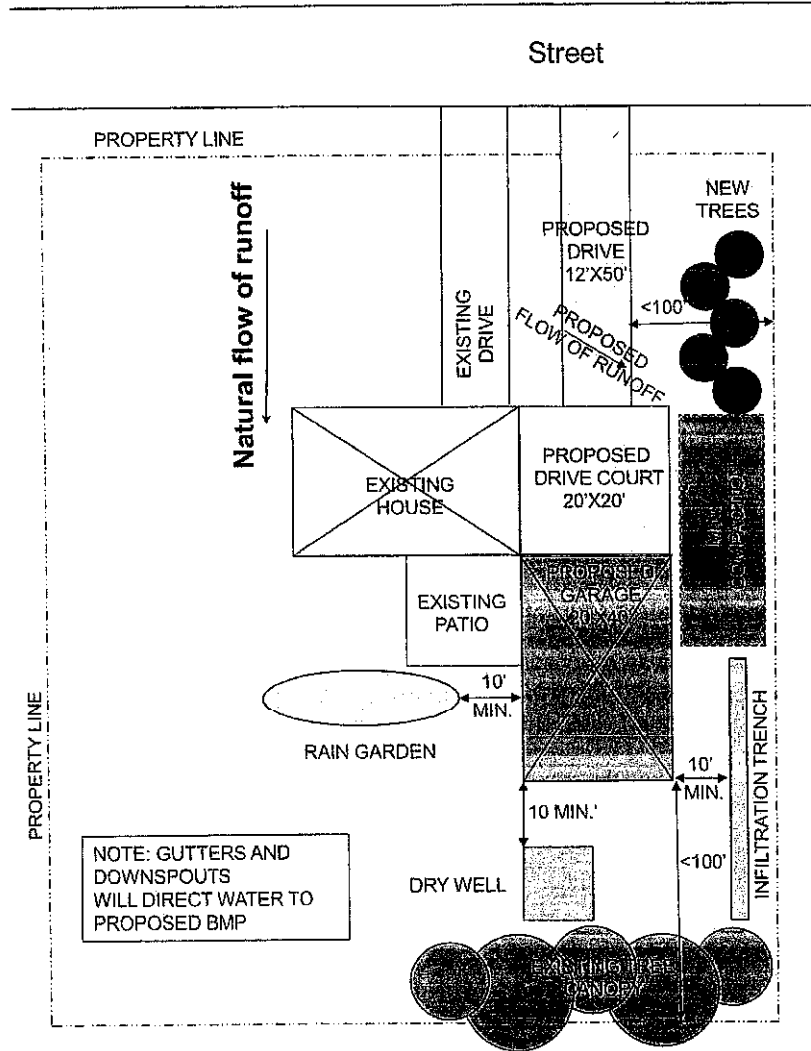 Street
PROPERTY LINE
Natural flow of runoff
NEW
TREES
PROPOSED
DRIVE
12'X50'
<100'
EXISTING
DRIVE
PROPOSED
FLOW OF RUNOFF
EXISTING
HOUSE
PROPOSED
DRIVE COURT
20'X20'
PROPOSED
GARAGE
EXISTING
PATIO
10'
MIN.
RAIN GARDEN
PROPERTY LINE
10'
MIN.
INFILTRATION TRENCH
10 MIN.'
<100'
NOTE: GUTTERS AND
DOWNSPOUTS
WILL DIRECT WATER TO
PROPOSED BMP
DRY WELL
EXISTING TREE
CANOPY